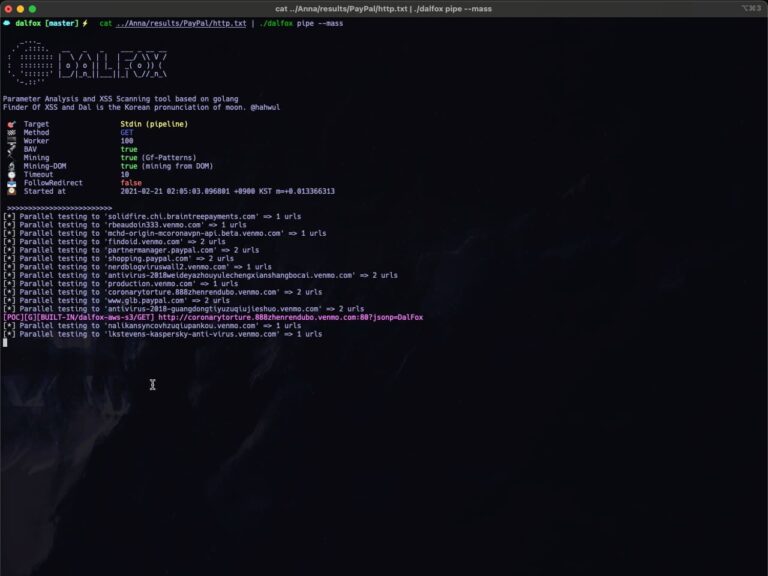 cat ../Anna/results/PayPal/http.txt | ./dalfox pipe --mass
⌥⌘3
dalfox [master] ⚡ cat ../Anna/results/PayPal/http.txt | ./dalfox pipe --mass
Parameter Analysis and XSS Scanning tool based on golang
Finder Of XSS and Dal is the Korean pronunciation of moon. @hahwul
🎯 Target Stdin (pipeline)
🏁 Method GET
Worker 100
BAV true
Mining true (Gf-Patterns)
Mining-DOM true (mining from DOM)
Timeout 10
FollowRedirect false
Started at 2021-02-21 02:05:03.096801 +0900 KST m=+0.013366313
>>>>>>>>>>>>>>>>>>>>>>>>>
[*] Parallel testing to 'solidfire.chi.braintreepayments.com' => 1 urls
[*] Parallel testing to 'rbeaudoin333.venmo.com' => 1 urls
[*] Parallel testing to 'mchd-origin-mcoronavpn-api.beta.venmo.com' => 1 urls
[*] Parallel testing to 'findoid.venmo.com' => 2 urls
[*] Parallel testing to 'partnermanager.paypal.com' => 2 urls
[*] Parallel testing to 'shopping.paypal.com' => 2 urls
[*] Parallel testing to 'nerdblogviruswall2.venmo.com' => 1 urls
[*] Parallel testing to 'antivirus-2018weideyazhouyulechengxianshangbocai.venmo.com' => 2 urls
[*] Parallel testing to 'production.venmo.com' => 1 urls
[*] Parallel testing to 'coronarytorture.888zhenrendubo.venmo.com' => 2 urls
[*] Parallel testing to 'www.glb.paypal.com' => 2 urls
[*] Parallel testing to 'antivirus-2018-guangdongtiyuzuqiujieshuo.venmo.com' => 2 urls
[POC][G][BUILT-IN/dalfox-aws-s3/GET] http://coronarytorture.888zhenrendubo.venmo.com:80?jsonp=DalFox
[*] Parallel testing to 'nalikansyncovhzuqiupankou.venmo.com' => 1 urls
[*] Parallel testing to 'lkstevens-kaspersky-anti-virus.venmo.com' => 1 urls